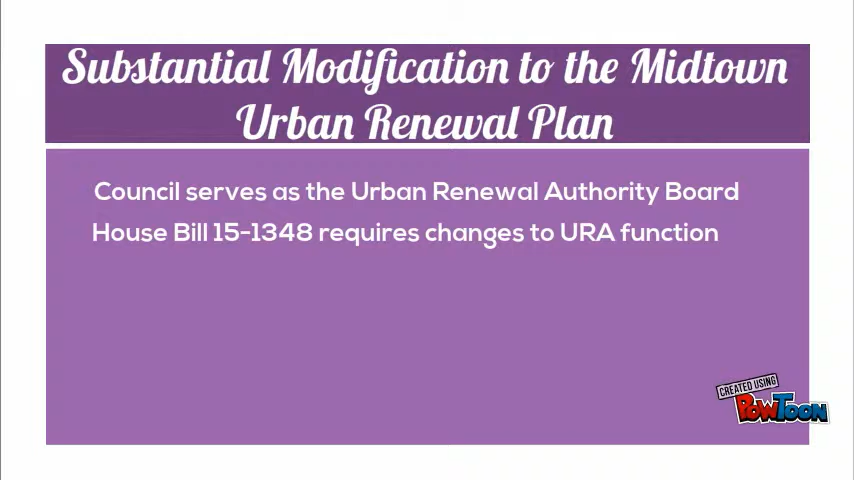 Substantial Modification to the Midtown
Urban Renewal Plan
Council serves as the Urban Renewal Authority Board
House Bill 15-1348 requires changes to URA function
CREATED USING
POWTOON